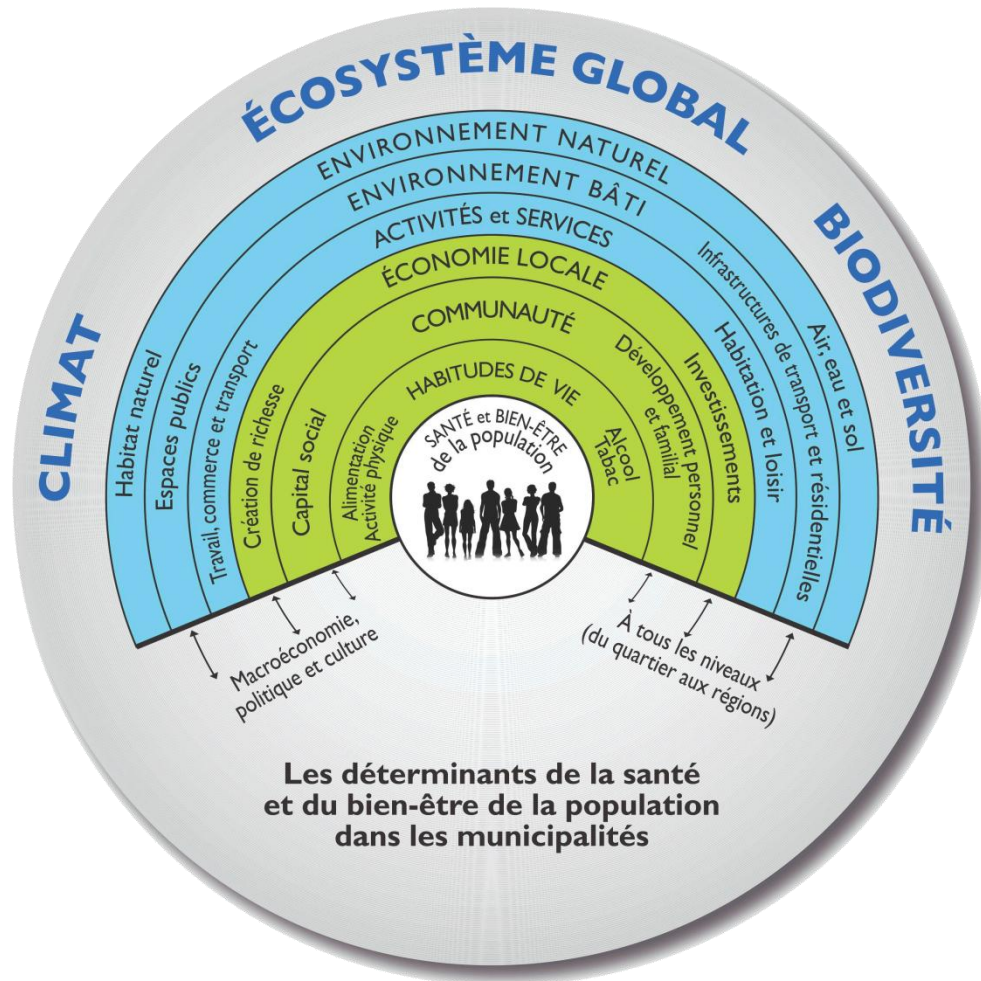 ÉCOSYSTÈME GLOBAL
CLIMAT
BIODIVERSITÉ
ENVIRONNEMENT NATUREL
Habitat naturel
Air, eau et sol
ENVIRONNEMENT BÂTI
Espaces publics
Infrastructures de transport et résidentielles
ACTIVITÉS et SERVICES
Travail, commerce et transport
Habitation et loisir
ÉCONOMIE LOCALE
Création de richesse
Investissements
COMMUNAUTÉ
Capital social
Développement personnel
et familial
HABITUDES DE VIE
Alimentation
Activité physique
Alcool
Tabac
SANTÉ et BIEN-ÊTRE
de la population
Macroéconomie,
politique et culture
À tous les niveaux
(du quartier aux régions)
Les déterminants de la santé
et du bien-être de la population
dans les municipalités